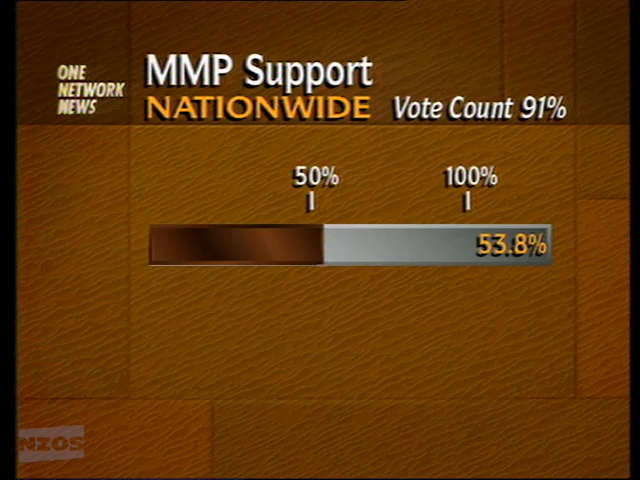 ONE
NETWORK
NEWS
MMP Support
NATIONWIDE Vote Count 91%
50% 100%
53.8%
NZOS